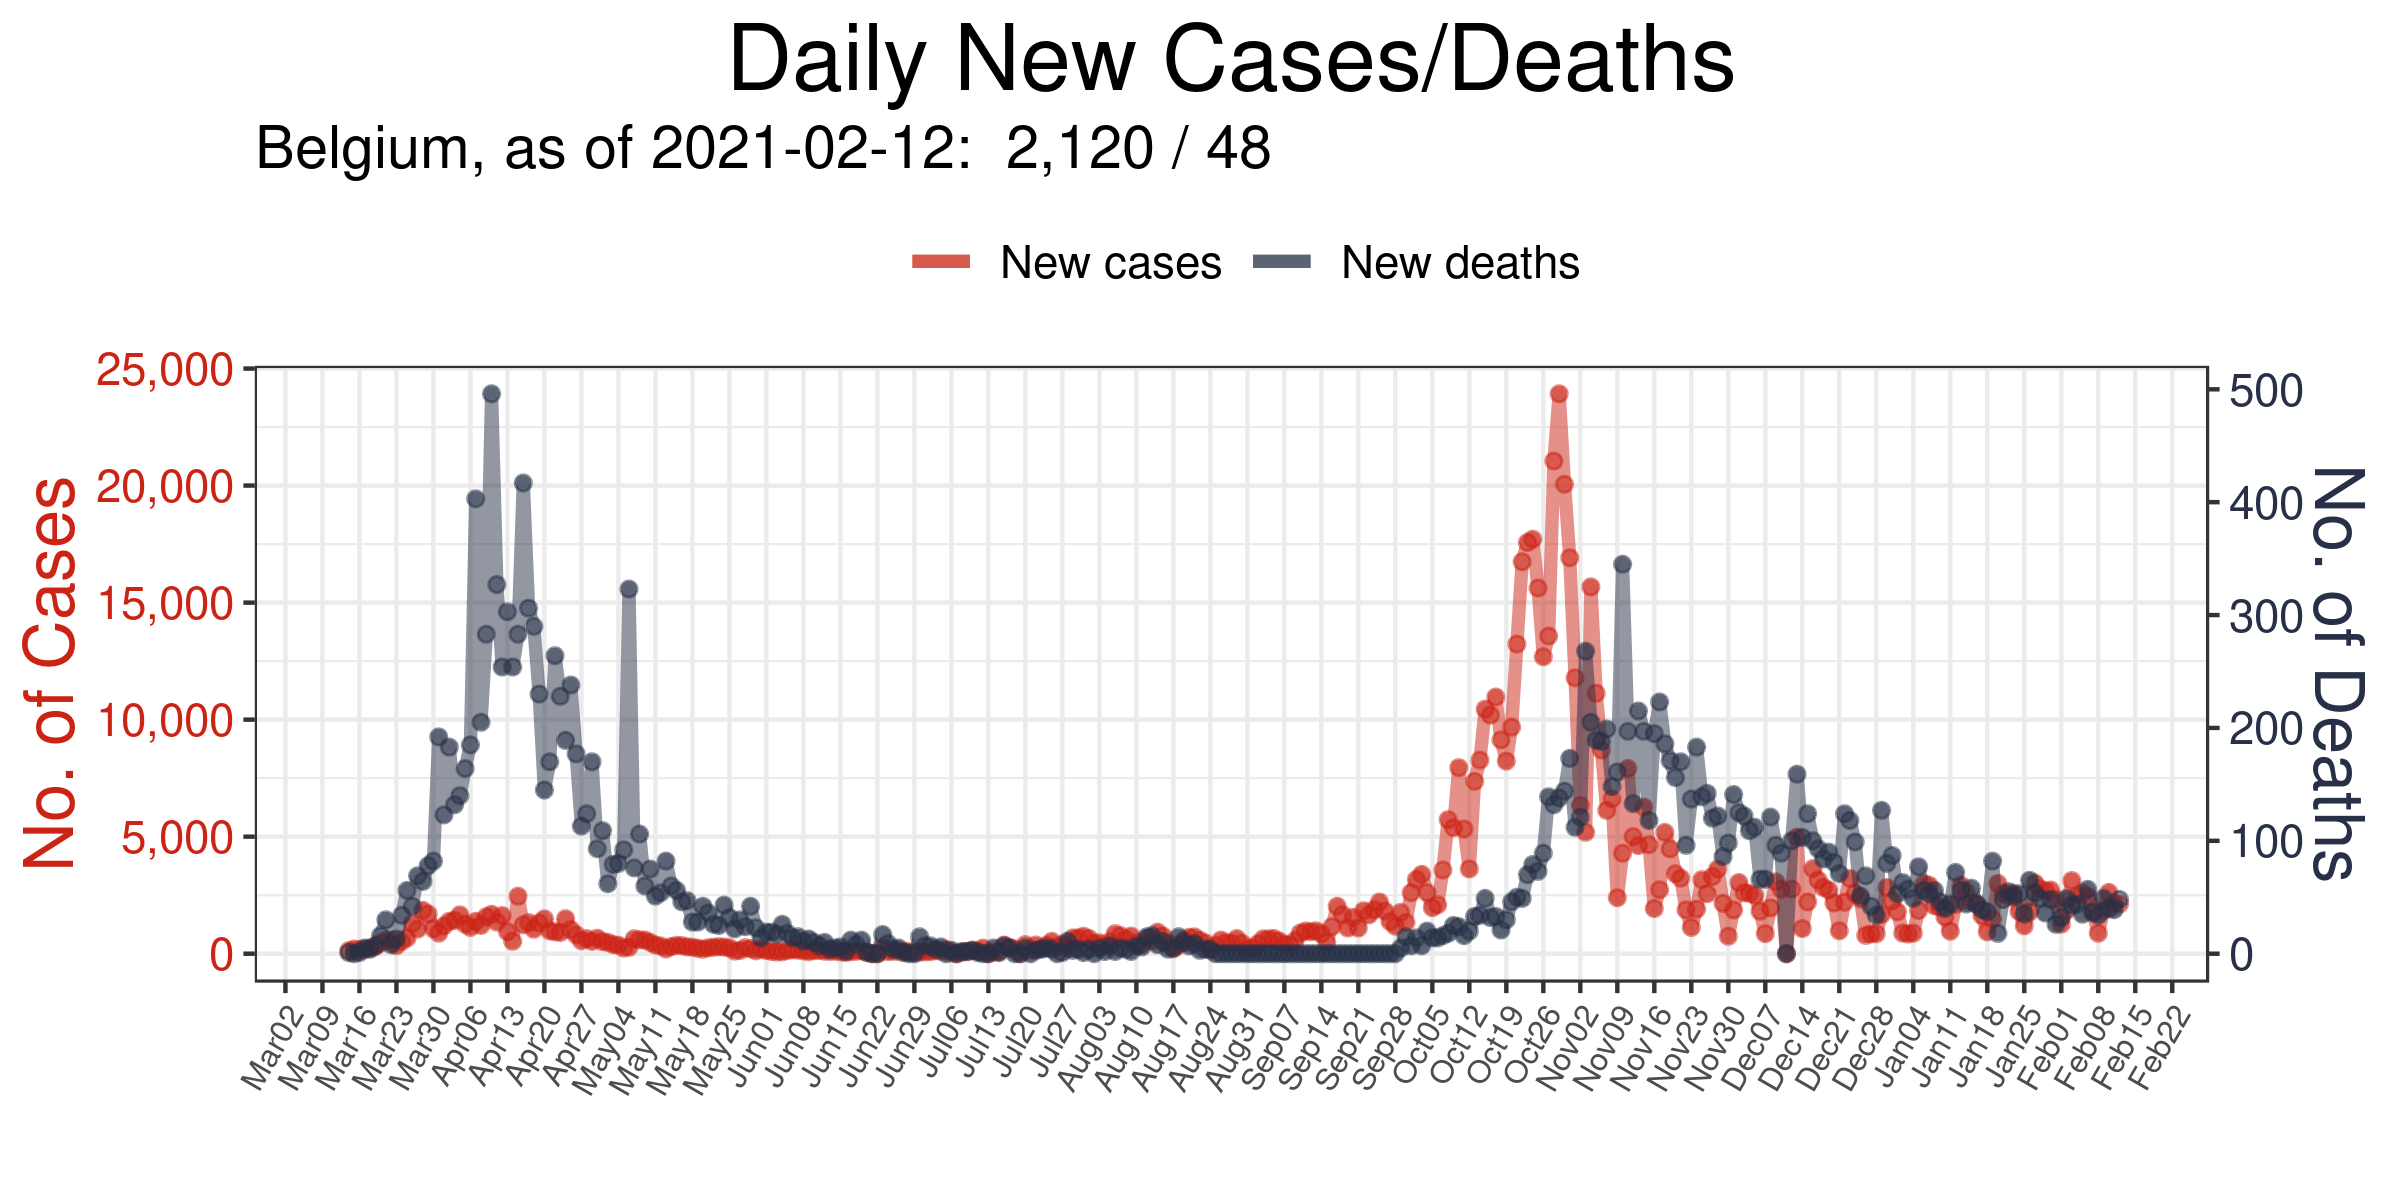 Daily New Cases/Deaths
Belgium, as of 2021-02-12:  2,120 / 48
New cases New deaths
No. of Cases
25,000
20,000
15,000
10,000
5,000
0
500
400
300
200
100
0
No. of Deaths
Mar02 Mar09 Mar16 Mar23 Mar30 Apr06 Apr13 Apr20 Apr27 May04 May11 May18 May25 Jun01 Jun08 Jun15 Jun22 Jun29 Jul06 Jul13 Jul20 Jul27 Aug03 Aug10 Aug17 Aug24 Aug31 Sep07 Sep14 Sep21 Sep28 Oct05 Oct12 Oct19 Oct26 Nov02 Nov09 Nov16 Nov23 Nov30 Dec07 Dec14 Dec21 Dec28 Jan04 Jan11 Jan18 Jan25 Feb01 Feb08 Feb15 Feb22